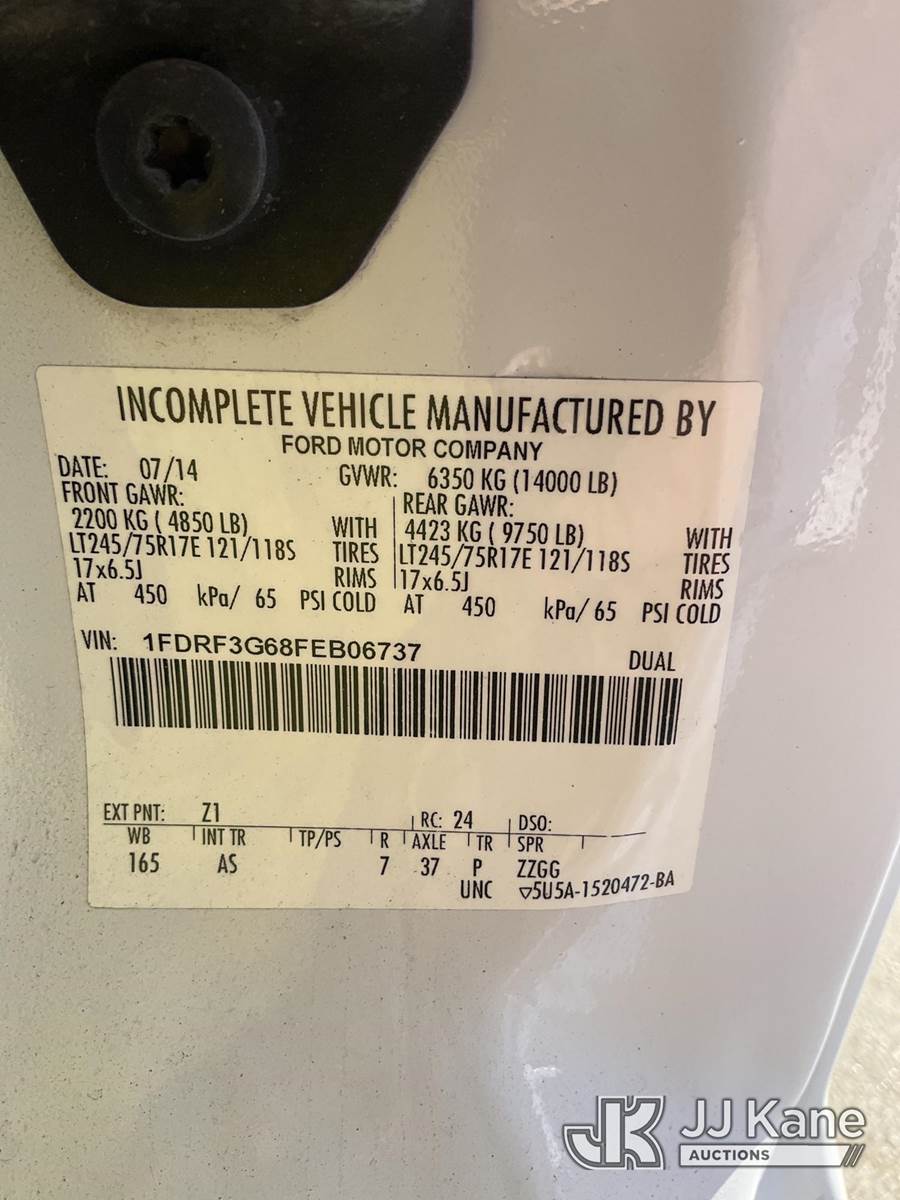 INCOMPLETE VEHICLE MANUFACTURED BY
FORD MOTOR COMPANY
DATE: 07/14 GVWR: 6350 KG (14000 LB)
FRONT GAWR: REAR GAWR:
2200 KG ( 4850 LB) WITH 4423 KG ( 9750 LB) WITH
LT245/75R17E 121/118S TIRES LT245/75R17E 121/118S TIRES
17x6.5J RIMS 17x6.5J RIMS
AT 450 kPa/ 65 PSI COLD AT 450 kPa/ 65 PSI COLD
VIN: 1FDRF3G68FEB06737 DUAL
EXT PNT: Z1 RC: 24 DSO:
WB INT TR TP/PS R AXLE TR SPR
165 AS 7 37 P ZZGG
UNC ▽5U5A-1520472-BA
JK JJ Kane
AUCTIONS